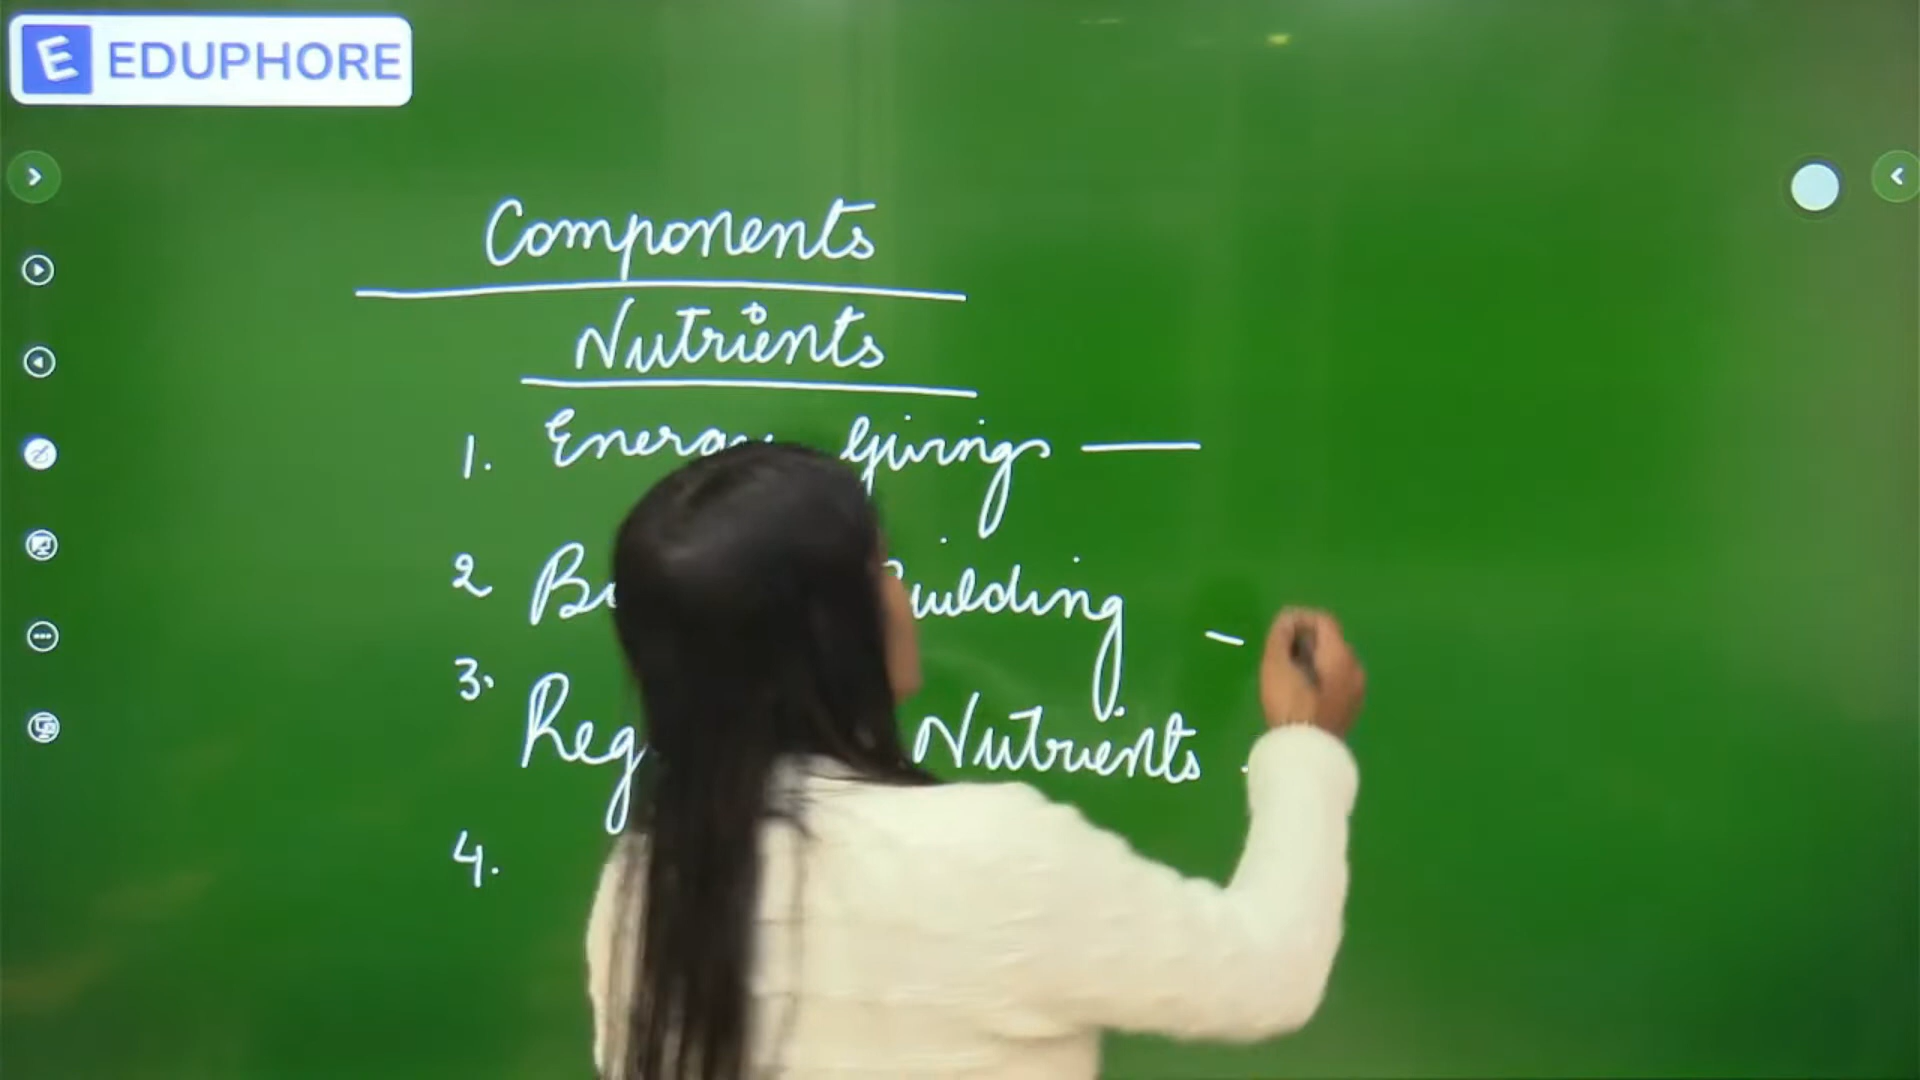 EDUPHORE
Components
Nutrients
1. Energy Giving
2 Building
3. Nutrients
4.